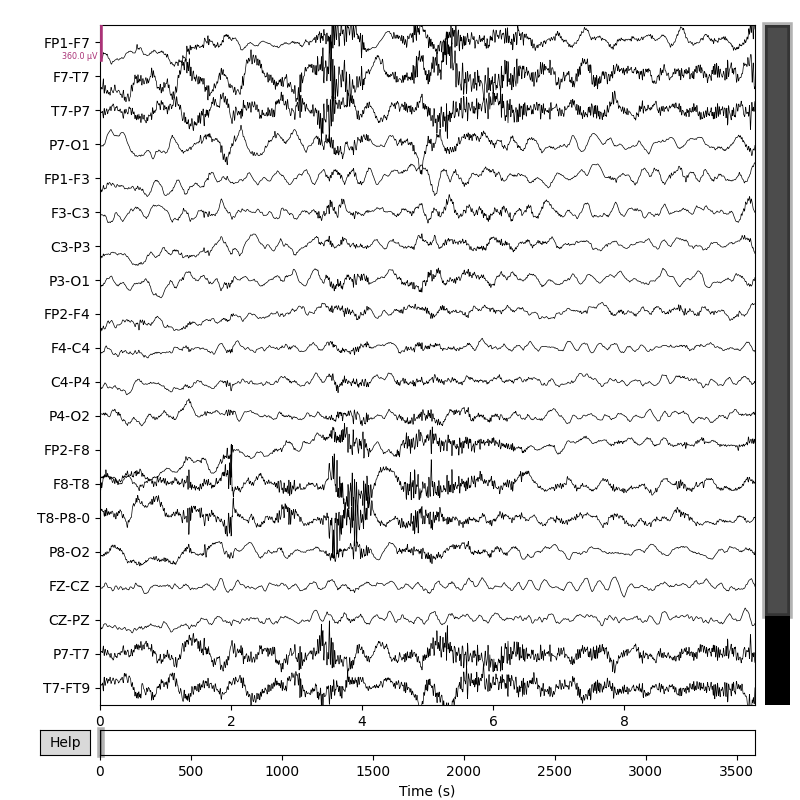 FP1-F7
360.0 µV
F7-T7
T7-P7
P7-O1
FP1-F3
F3-C3
C3-P3
P3-O1
FP2-F4
F4-C4
C4-P4
P4-O2
FP2-F8
F8-T8
T8-P8-0
P8-O2
FZ-CZ
CZ-PZ
P7-T7
T7-FT9
0 2 4 6 8
Help
0 500 1000 1500 2000 2500 3000 3500
Time (s)